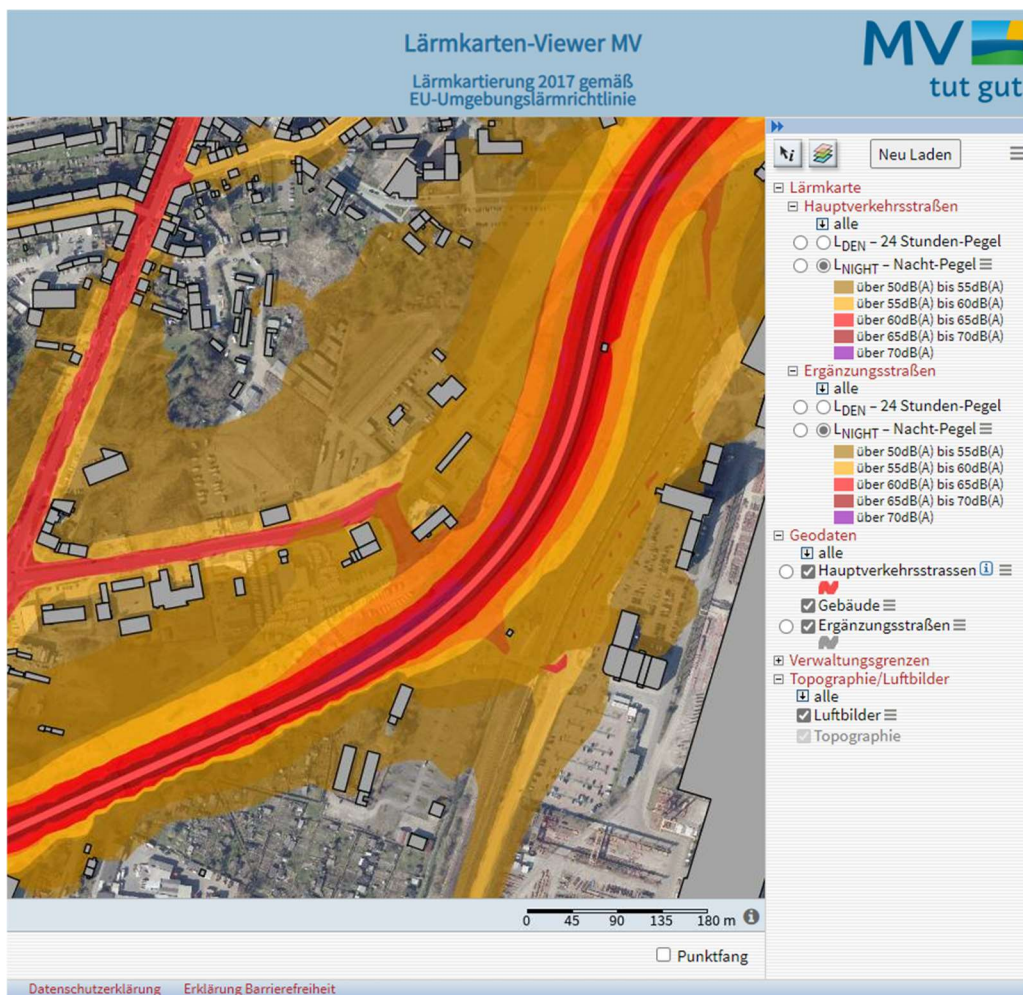 Lärmkarten-Viewer MV
Lärmkartierung 2017 gemäß
EU-Umgebungslärmrichtlinie
MV
tut gut
Neu Laden
Lärmkarte
Hauptverkehrsstraßen
alle
LDEN – 24 Stunden-Pegel
LNIGHT – Nacht-Pegel
über 50dB(A) bis 55dB(A)
über 55dB(A) bis 60dB(A)
über 60dB(A) bis 65dB(A)
über 65dB(A) bis 70dB(A)
über 70dB(A)
Ergänzungsstraßen
alle
LDEN – 24 Stunden-Pegel
LNIGHT – Nacht-Pegel
über 50dB(A) bis 55dB(A)
über 55dB(A) bis 60dB(A)
über 60dB(A) bis 65dB(A)
über 65dB(A) bis 70dB(A)
über 70dB(A)
Geodaten
alle
Hauptverkehrsstrassen
Gebäude
Ergänzungsstraßen
Verwaltungsgrenzen
Topographie/Luftbilder
alle
Luftbilder
Topographie
0 45 90 135 180 m
Punktfang
Datenschutzerklärung Erklärung Barrierefreiheit